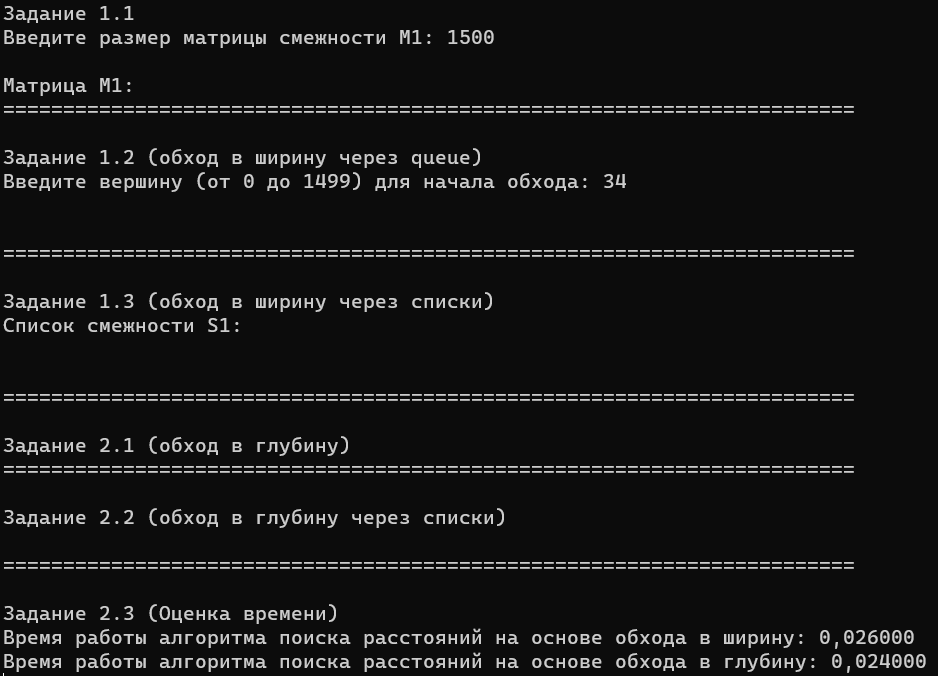 Задание 1.1
Введите размер матрицы смежности M1: 1500
Матрица M1:
=======================================================================
Задание 1.2 (обход в ширину через queue)
Введите вершину (от 0 до 1499) для начала обхода: 34
=======================================================================
Задание 1.3 (обход в ширину через списки)
Список смежности S1:
=======================================================================
Задание 2.1 (обход в глубину)
=======================================================================
Задание 2.2 (обход в глубину через списки)
=======================================================================
Задание 2.3 (Оценка времени)
Время работы алгоритма поиска расстояний на основе обхода в ширину: 0,026000
Время работы алгоритма поиска расстояний на основе обхода в глубину: 0,024000